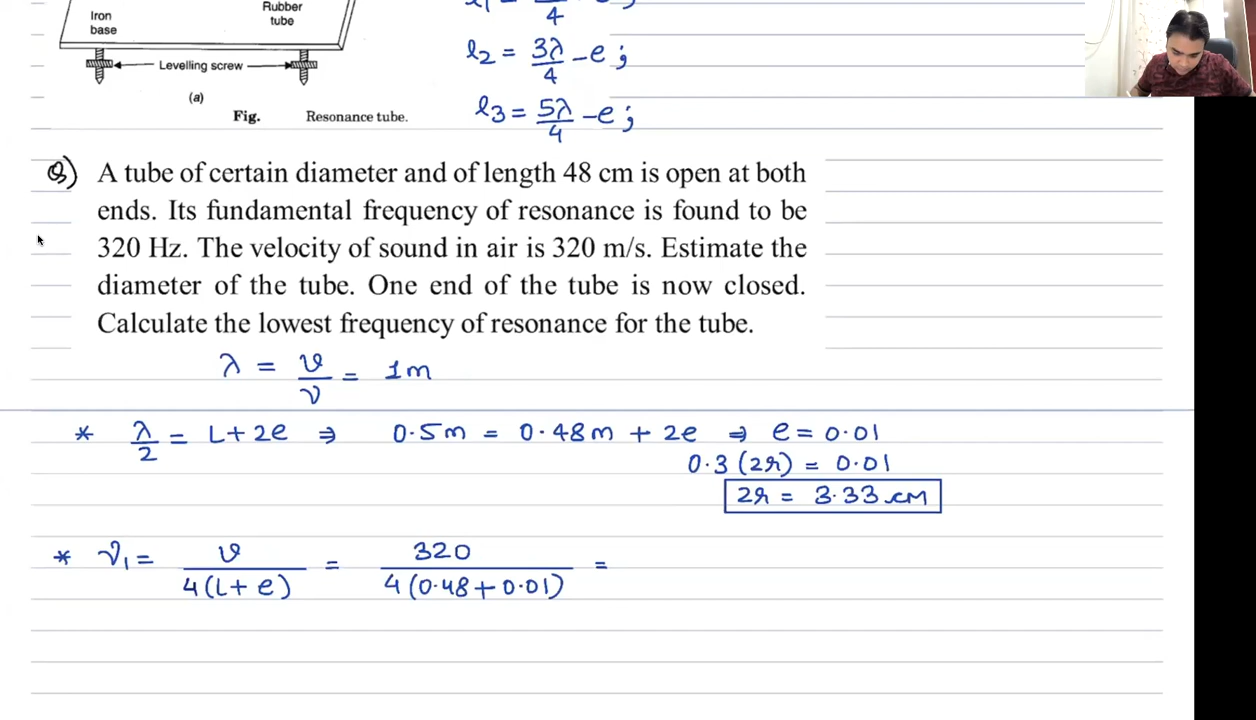 Iron
base
Rubber
tube
Levelling screw
(a)
Fig. Resonance tube.
4
l2 = 3λ/4 - e ;
l3 = 5λ/4 - e ;
Q) A tube of certain diameter and of length 48 cm is open at both
ends. Its fundamental frequency of resonance is found to be
320 Hz. The velocity of sound in air is 320 m/s. Estimate the
diameter of the tube. One end of the tube is now closed.
Calculate the lowest frequency of resonance for the tube.
λ = v/ν = 1m
* λ/2 = L+2e ⇒ 0.5m = 0.48m + 2e ⇒ e = 0.01
0.3 (2r) = 0.01
2r = 3.33 cm
* ν1 = v/4(L+e) = 320/4(0.48+0.01) =